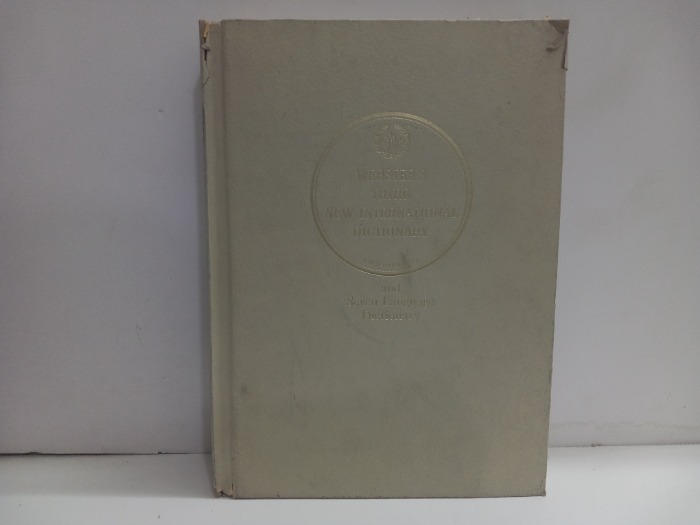 WEBSTER'S
THIRD
NEW INTERNATIONAL
DICTIONARY
and
Seven Language
Dictionary